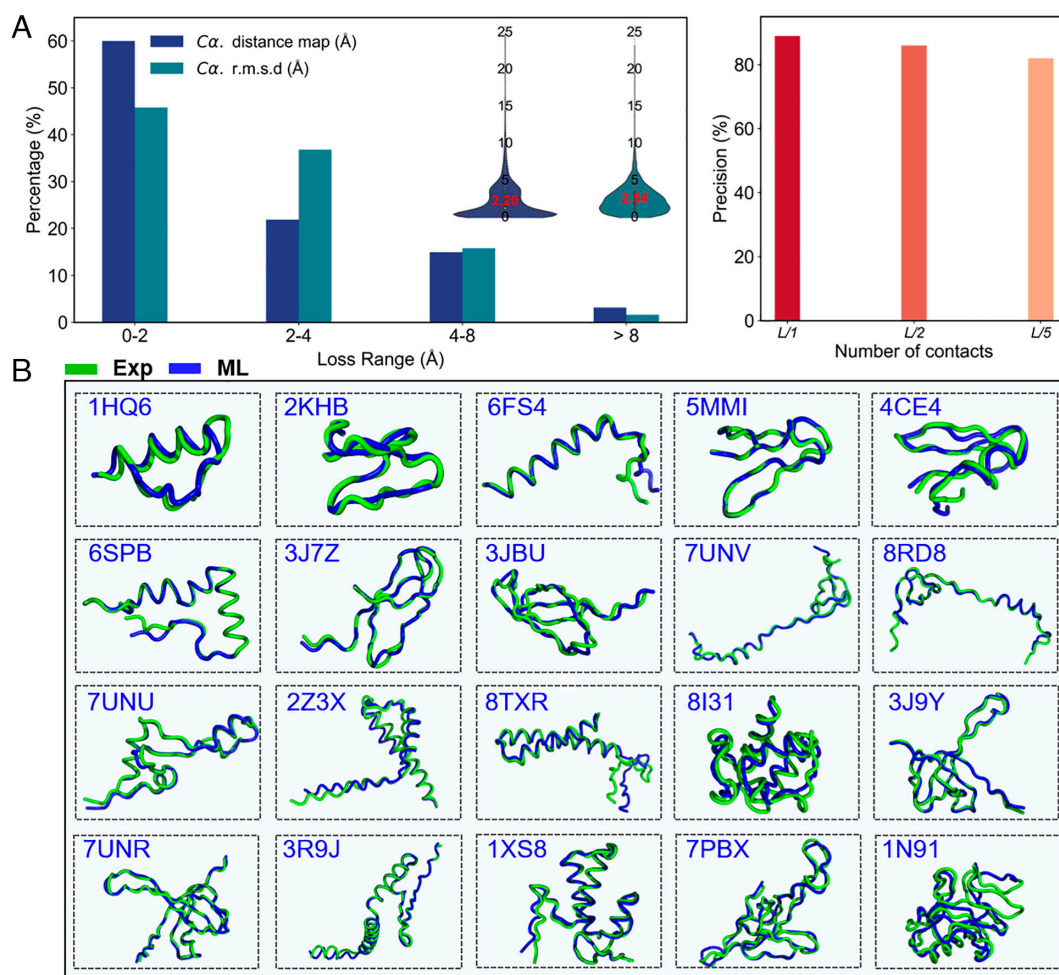 A
60
50
40
30
20
10
0
Percentage (%)
Cα. distance map (Å)
Cα. r.m.s.d (Å)
25
20
15
10
5
2.20
0
25
20
15
10
5
2.54
0
0-2
2-4
4-8
> 8
Loss Range (Å)
80
60
40
20
0
Precision (%)
L/1
L/2
L/5
Number of contacts
B
Exp
ML
1HQ6
2KHB
6FS4
5MMI
4CE4
6SPB
3J7Z
3JBU
7UNV
8RD8
7UNU
2Z3X
8TXR
8I31
3J9Y
7UNR
3R9J
1XS8
7PBX
1N91